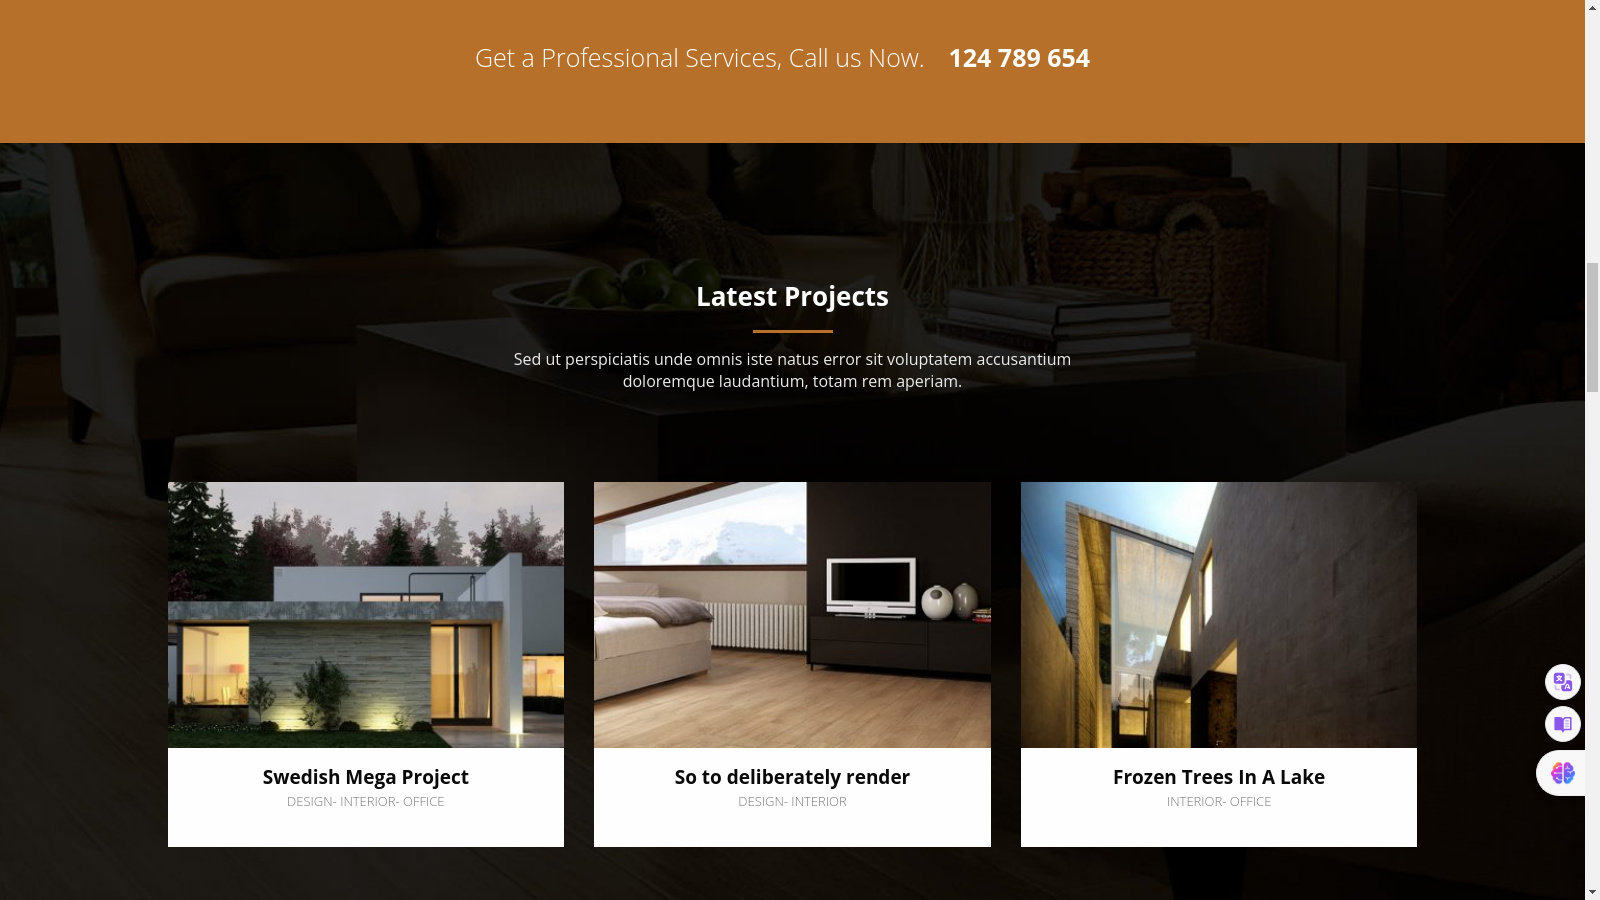 Get a Professional Services, Call us Now. 124 789 654
Latest Projects
Sed ut perspiciatis unde omnis iste natus error sit voluptatem accusantium
doloremque laudantium, totam rem aperiam.
Swedish Mega Project
DESIGN- INTERIOR- OFFICE
So to deliberately render
DESIGN- INTERIOR
Frozen Trees In A Lake
INTERIOR- OFFICE